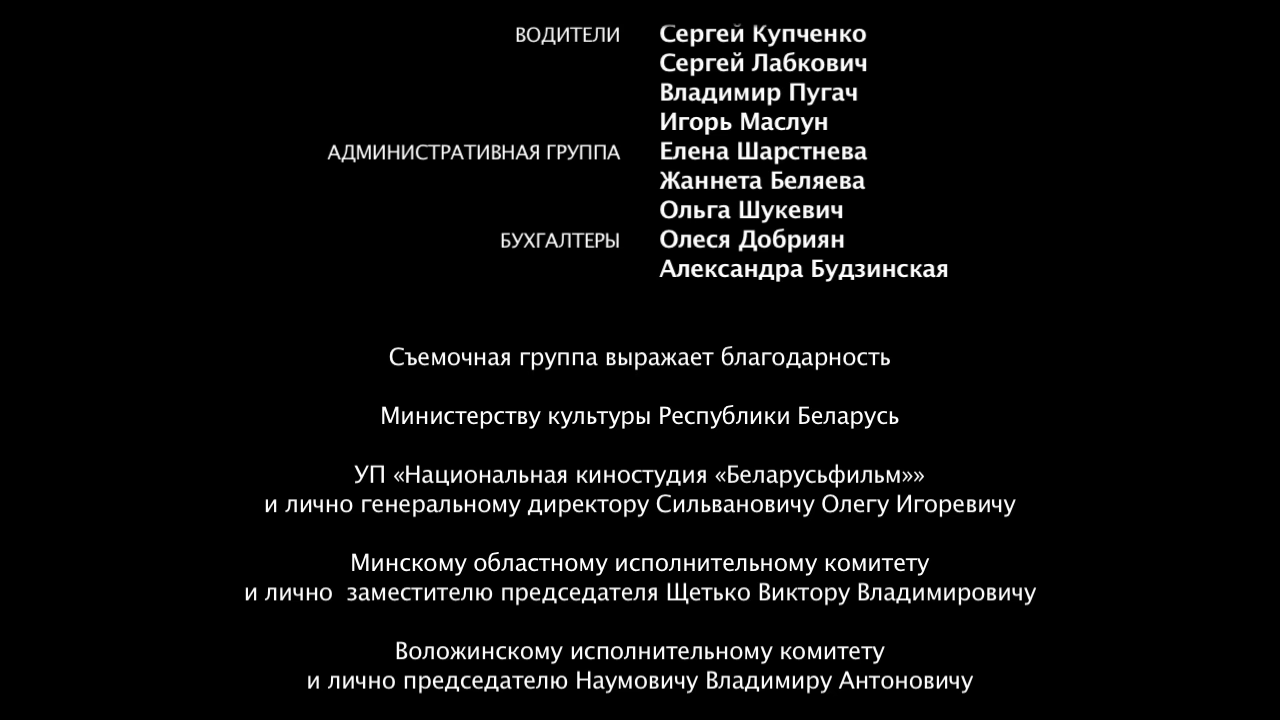 ВОДИТЕЛИ Сергей Купченко
Сергей Лабкович
Владимир Пугач
Игорь Маслун
АДМИНИСТРАТИВНАЯ ГРУППА Елена Шарстнева
Жаннета Беляева
Ольга Шукевич
БУХГАЛТЕРЫ Олеся Добриян
Александра Будзинская
Съемочная группа выражает благодарность
Министерству культуры Республики Беларусь
УП «Национальная киностудия «Беларусьфильм»»
и лично генеральному директору Сильвановичу Олегу Игоревичу
Минскому областному исполнительному комитету
и лично заместителю председателя Щетько Виктору Владимировичу
Воложинскому исполнительному комитету
и лично председателю Наумовичу Владимиру Антоновичу